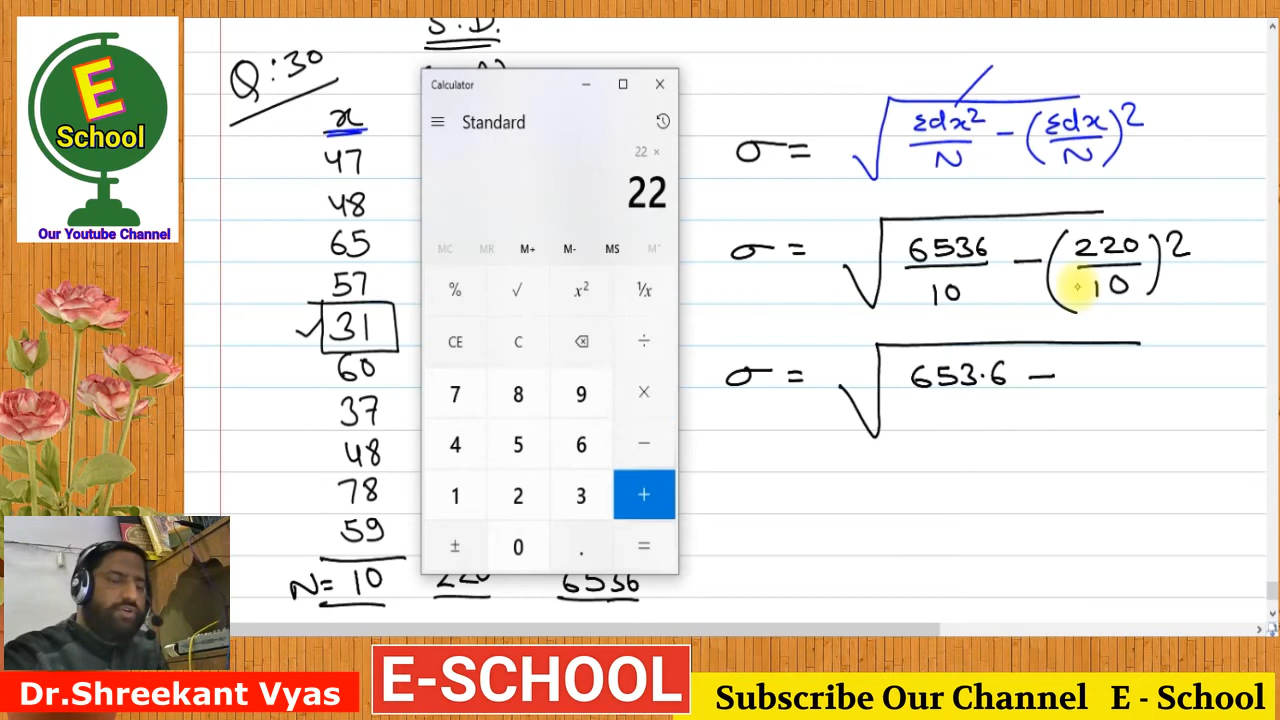 E
School
Our Youtube Channel
Q:30
S.D.
x
47
48
65
57
31
60
37
48
78
59
N= 10 220 6536
Calculator
Standard
22 ×
22
MC MR M+ M- MS M˅
% √ x² ¹/x
CE C ⌫ ÷
7 8 9 ×
4 5 6 −
1 2 3 +
± 0 . =
σ = √ Σdx²/N − (Σdx/N)²
σ = √ 6536/10 − (220/10)²
σ = √ 653.6 −
Dr.Shreekant Vyas
E-SCHOOL
Subscribe Our Channel E - School